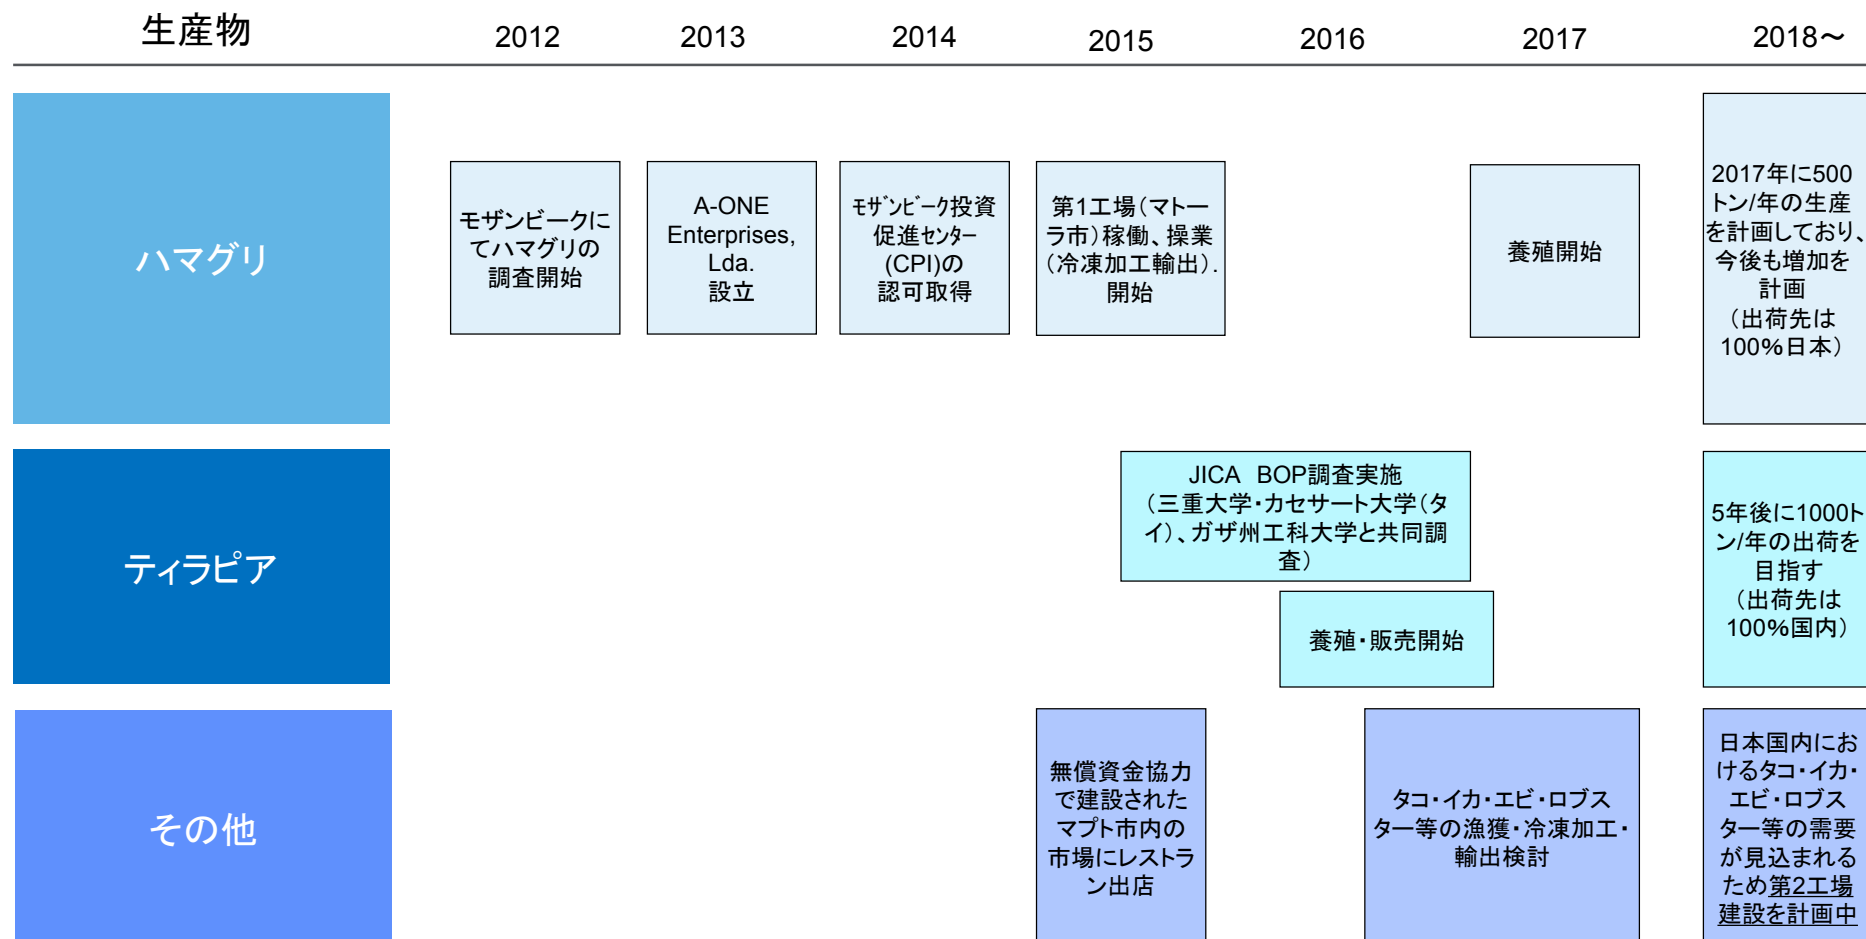 生産物
2012
2013
2014
2015
2016
2017
2018～
ハマグリ
モザンビークに
てハマグリの
調査開始
A-ONE
Enterprises,
Lda.
設立
ﾓｻﾞﾝﾋﾞｰｸ投資
促進ｾﾝﾀｰ
(CPI)の
認可取得
第1工場（マトー
ラ市）稼働、操業
（冷凍加工輸出）.
開始
養殖開始
2017年に500
トン/年の生産
を計画しており、
今後も増加を
計画
（出荷先は
100%日本）
ティラピア
JICA　BOP調査実施
（三重大学・カセサート大学（タ
イ）、ガザ州工科大学と共同調
査）
養殖・販売開始
5年後に1000ト
ン/年の出荷を
目指す
（出荷先は
100%国内）
その他
無償資金協力
で建設された
マプト市内の
市場にレストラ
ン出店
タコ・イカ・エビ・ロブス
ター等の漁獲・冷凍加工・
輸出検討
日本国内にお
けるタコ・イカ・
エビ・ロブス
ター等の需要
が見込まれる
ため第2工場
建設を計画中